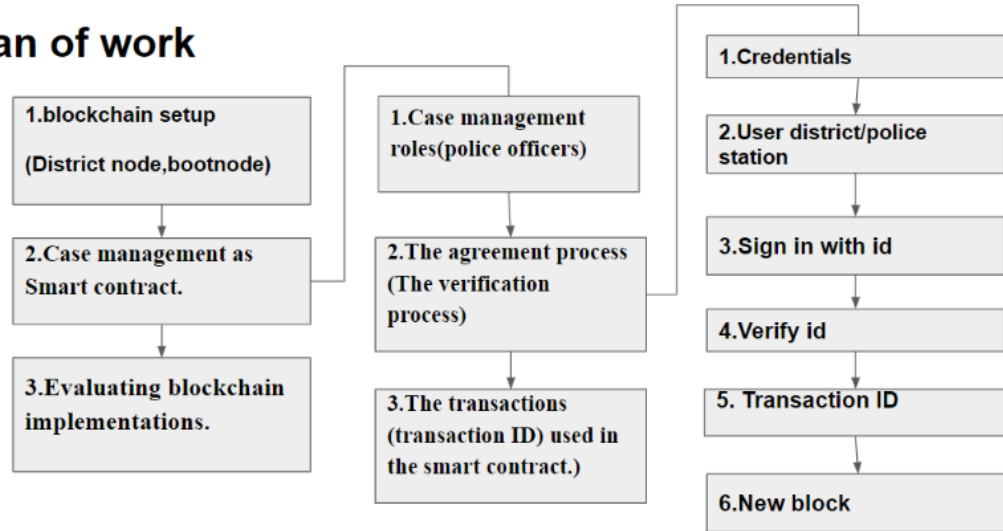 an of work
1.blockchain setup
(District node,bootnode)
2.Case management as
Smart contract.
3.Evaluating blockchain
implementations.
1.Case management
roles(police officers)
2.The agreement process
(The verification
process)
3.The transactions
(transaction ID) used in
the smart contract.)
1.Credentials
2.User district/police
station
3.Sign in with id
4.Verify id
5. Transaction ID
6.New block